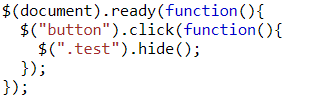 $(document).ready(function(){
  $("button").click(function(){
    $(".test").hide();
  });
});